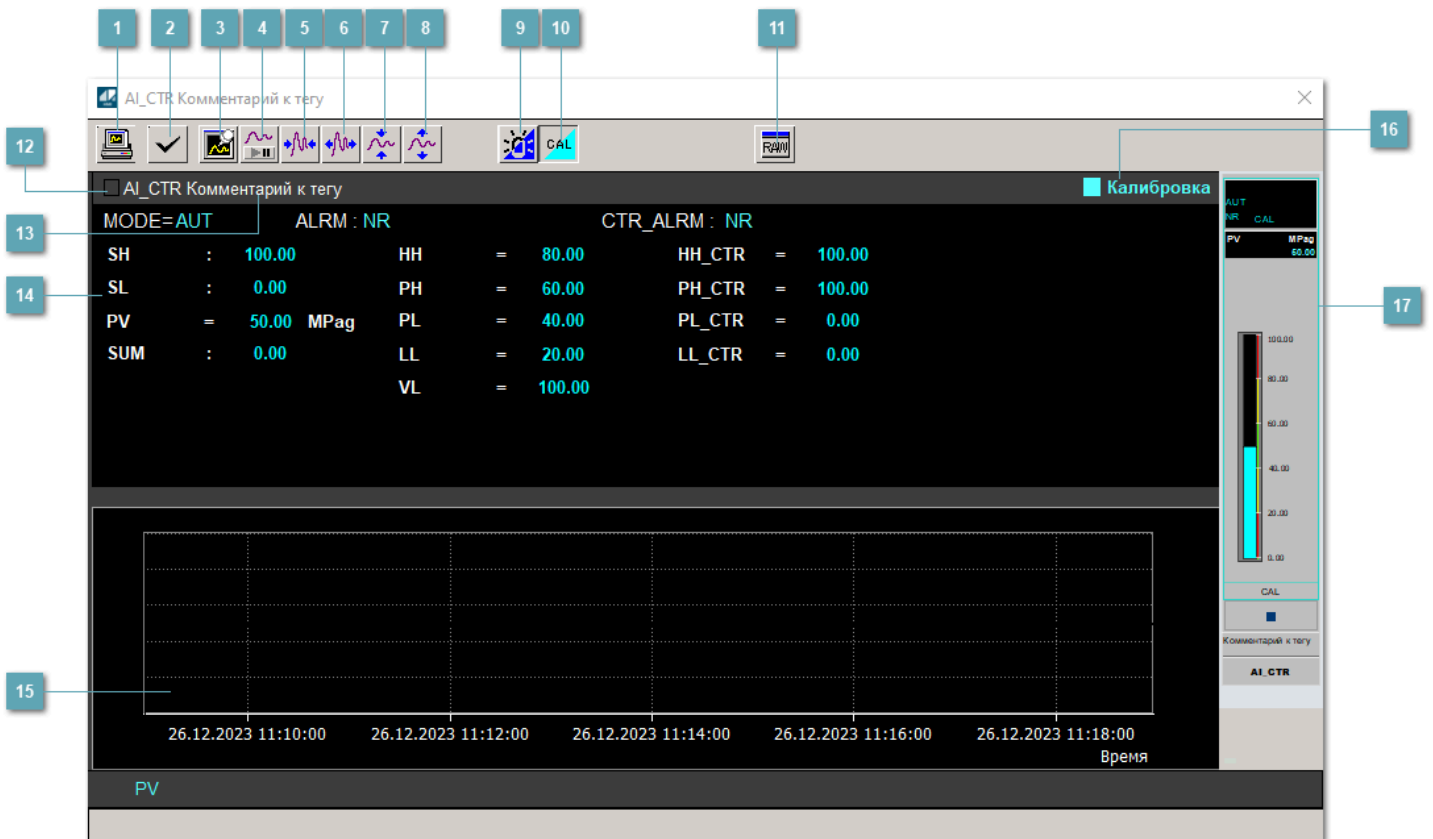 1 2 3 4 5 6 7 8 9 10 11
AI_CTR Комментарий к тегу
CAL
RAW
12
16
AI_CTR Комментарий к тегу
Калибровка
13
MODE=AUT ALRM : NR CTR_ALRM : NR
SH : 100.00 HH = 80.00 HH_CTR = 100.00
14
SL : 0.00 PH = 60.00 PH_CTR = 100.00
PV = 50.00 MPag PL = 40.00 PL_CTR = 0.00
SUM : 0.00 LL = 20.00 LL_CTR = 0.00
VL = 100.00
AUT
NR CAL
PV MPag
50.00
17
100.00
80.00
60.00
40.00
20.00
0.00
CAL
Комментарий к тегу
AI_CTR
15
26.12.2023 11:10:00 26.12.2023 11:12:00 26.12.2023 11:14:00 26.12.2023 11:16:00 26.12.2023 11:18:00
Время
PV